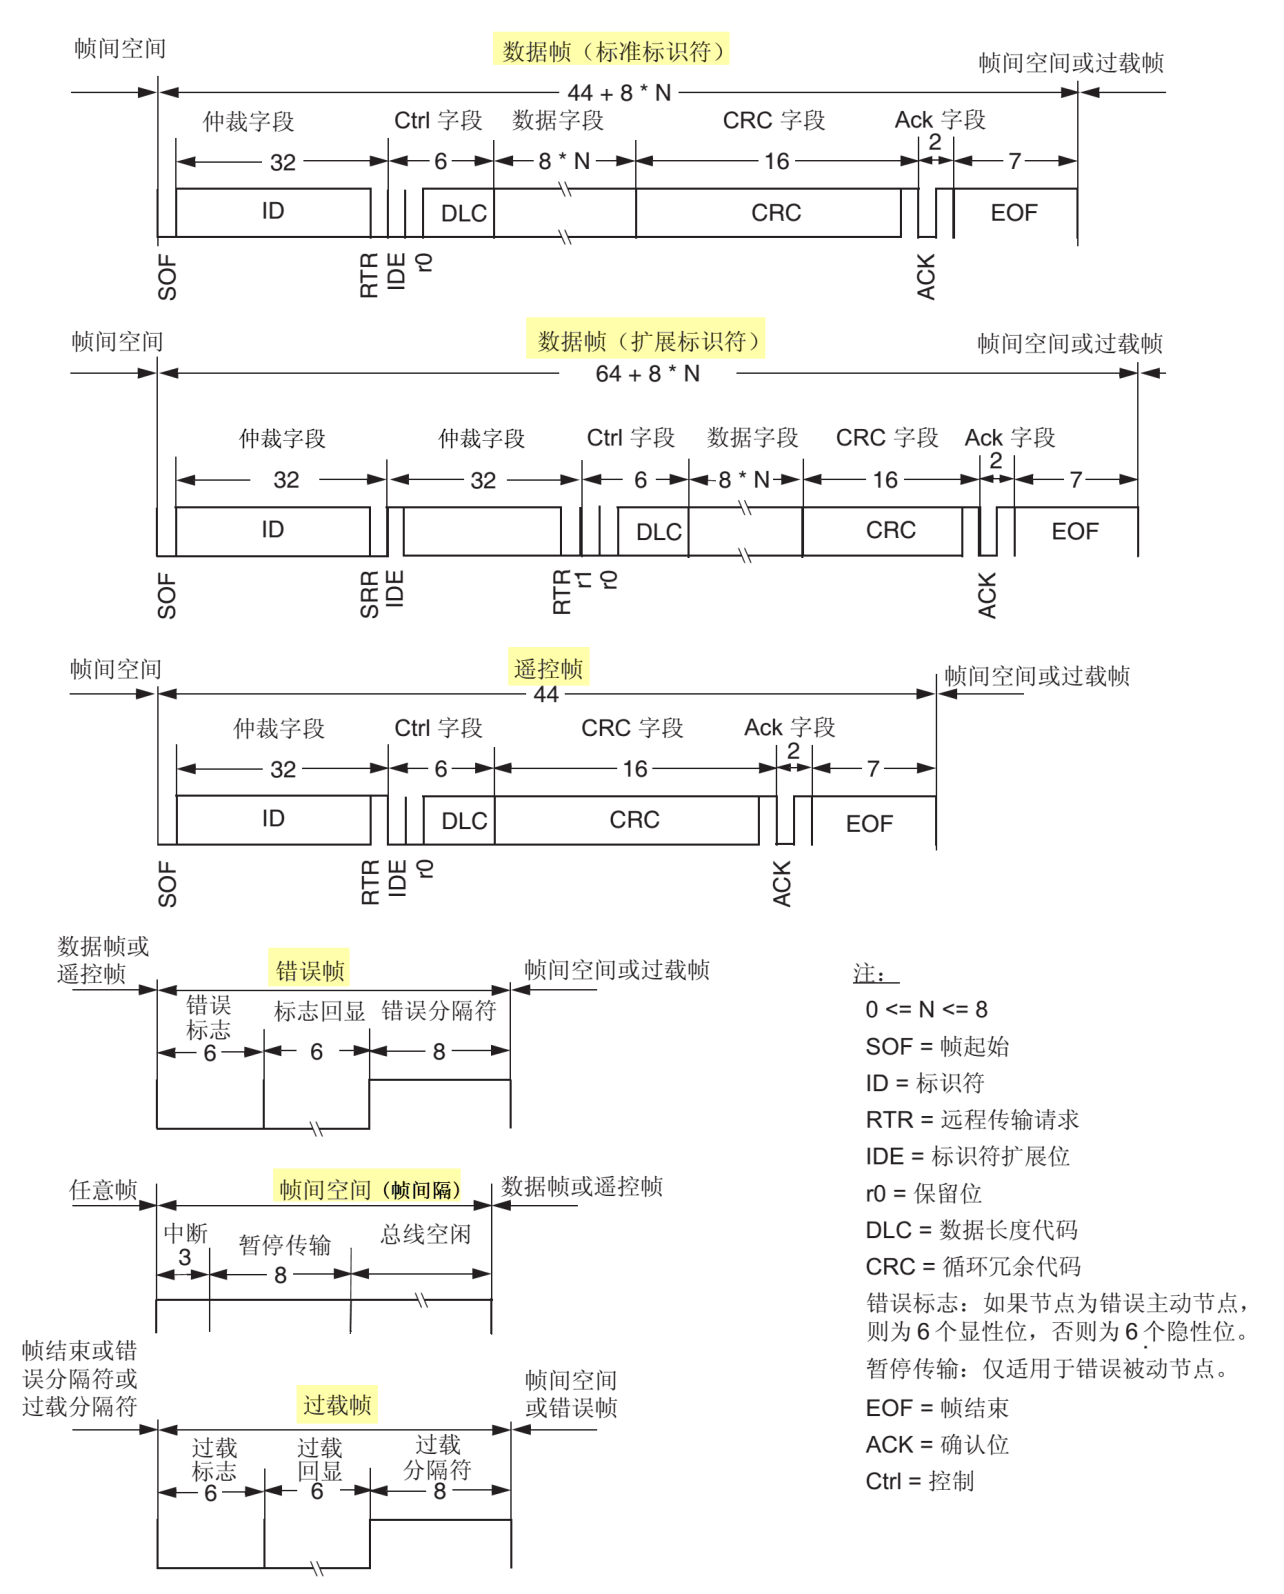 帧间空间
数据帧（标准标识符）
帧间空间或过载帧
44 + 8 * N
仲裁字段
Ctrl 字段
数据字段
CRC 字段
Ack 字段
32
6
8 * N
16
2
7
ID
DLC
CRC
EOF
SOF
RTR
IDE
r0
ACK
帧间空间
数据帧（扩展标识符）
帧间空间或过载帧
64 + 8 * N
仲裁字段
仲裁字段
Ctrl 字段
数据字段
CRC 字段
Ack 字段
32
32
6
8 * N
16
2
7
ID
DLC
CRC
EOF
SOF
SRR
IDE
RTR
r1
r0
ACK
帧间空间
遥控帧
帧间空间或过载帧
44
仲裁字段
Ctrl 字段
CRC 字段
Ack 字段
32
6
16
2
7
ID
DLC
CRC
EOF
SOF
RTR
IDE
r0
ACK
数据帧或
遥控帧
错误帧
帧间空间或过载帧
错误
标志
标志回显
错误分隔符
6
6
8
任意帧
帧间空间（帧间隔）
数据帧或遥控帧
中断
3
暂停传输
8
总线空闲
帧结束或错
误分隔符或
过载分隔符
过载帧
帧间空间
或错误帧
过载
标志
过载
回显
过载
分隔符
6
6
8
注：
0 <= N <= 8
SOF = 帧起始
ID = 标识符
RTR = 远程传输请求
IDE = 标识符扩展位
r0 = 保留位
DLC = 数据长度代码
CRC = 循环冗余代码
错误标志：如果节点为错误主动节点，
则为 6 个显性位，否则为 6 个隐性位。
暂停传输：仅适用于错误被动节点。
EOF = 帧结束
ACK = 确认位
Ctrl = 控制